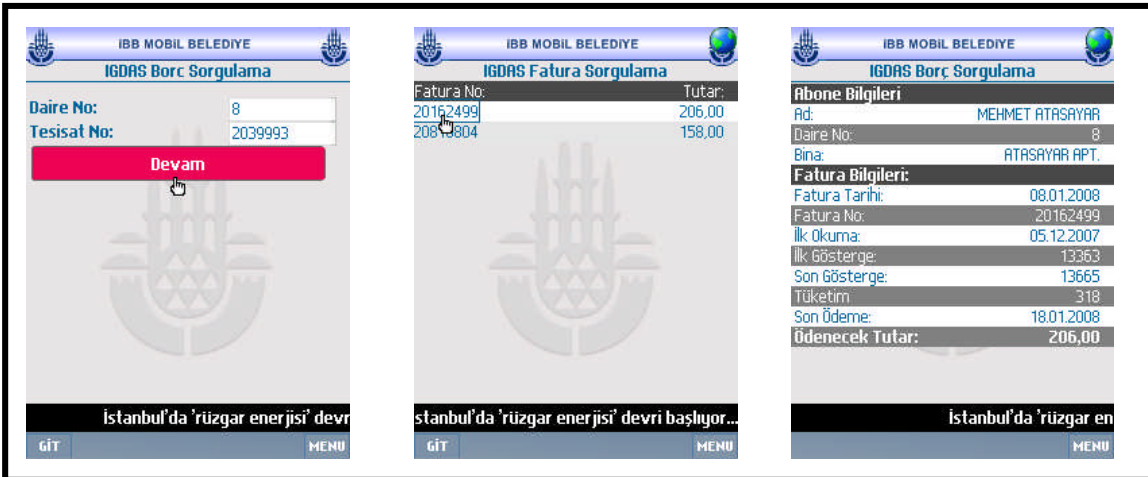 İBB MOBİL BELEDİYE
IGDAS Borc Sorgulama
Daire No: 8
Tesisat No: 2039993
Devam
İstanbul'da 'rüzgar enerjisi' devr
GİT MENU
İBB MOBİL BELEDİYE
IGDAS Fatura Sorgulama
Fatura No: Tutar:
20162499 206,00
158,00
stanbul'da 'rüzgar enerjisi' devri başlıyor...
GİT MENU
İBB MOBİL BELEDİYE
IGDAS Borç Sorgulama
Abone Bilgileri
Ad: MEHMET ATASAYAR
Daire No: 8
Bina: ATASAYAR APT.
Fatura Bilgileri:
Fatura Tarihi: 08.01.2008
Fatura No: 20162499
İlk Okuma: 05.12.2007
İlk Gösterge: 13363
Son Gösterge: 13665
Tüketim 318
Son Ödeme: 18.01.2008
Ödenecek Tutar: 206,00
İstanbul'da 'rüzgar en
MENU